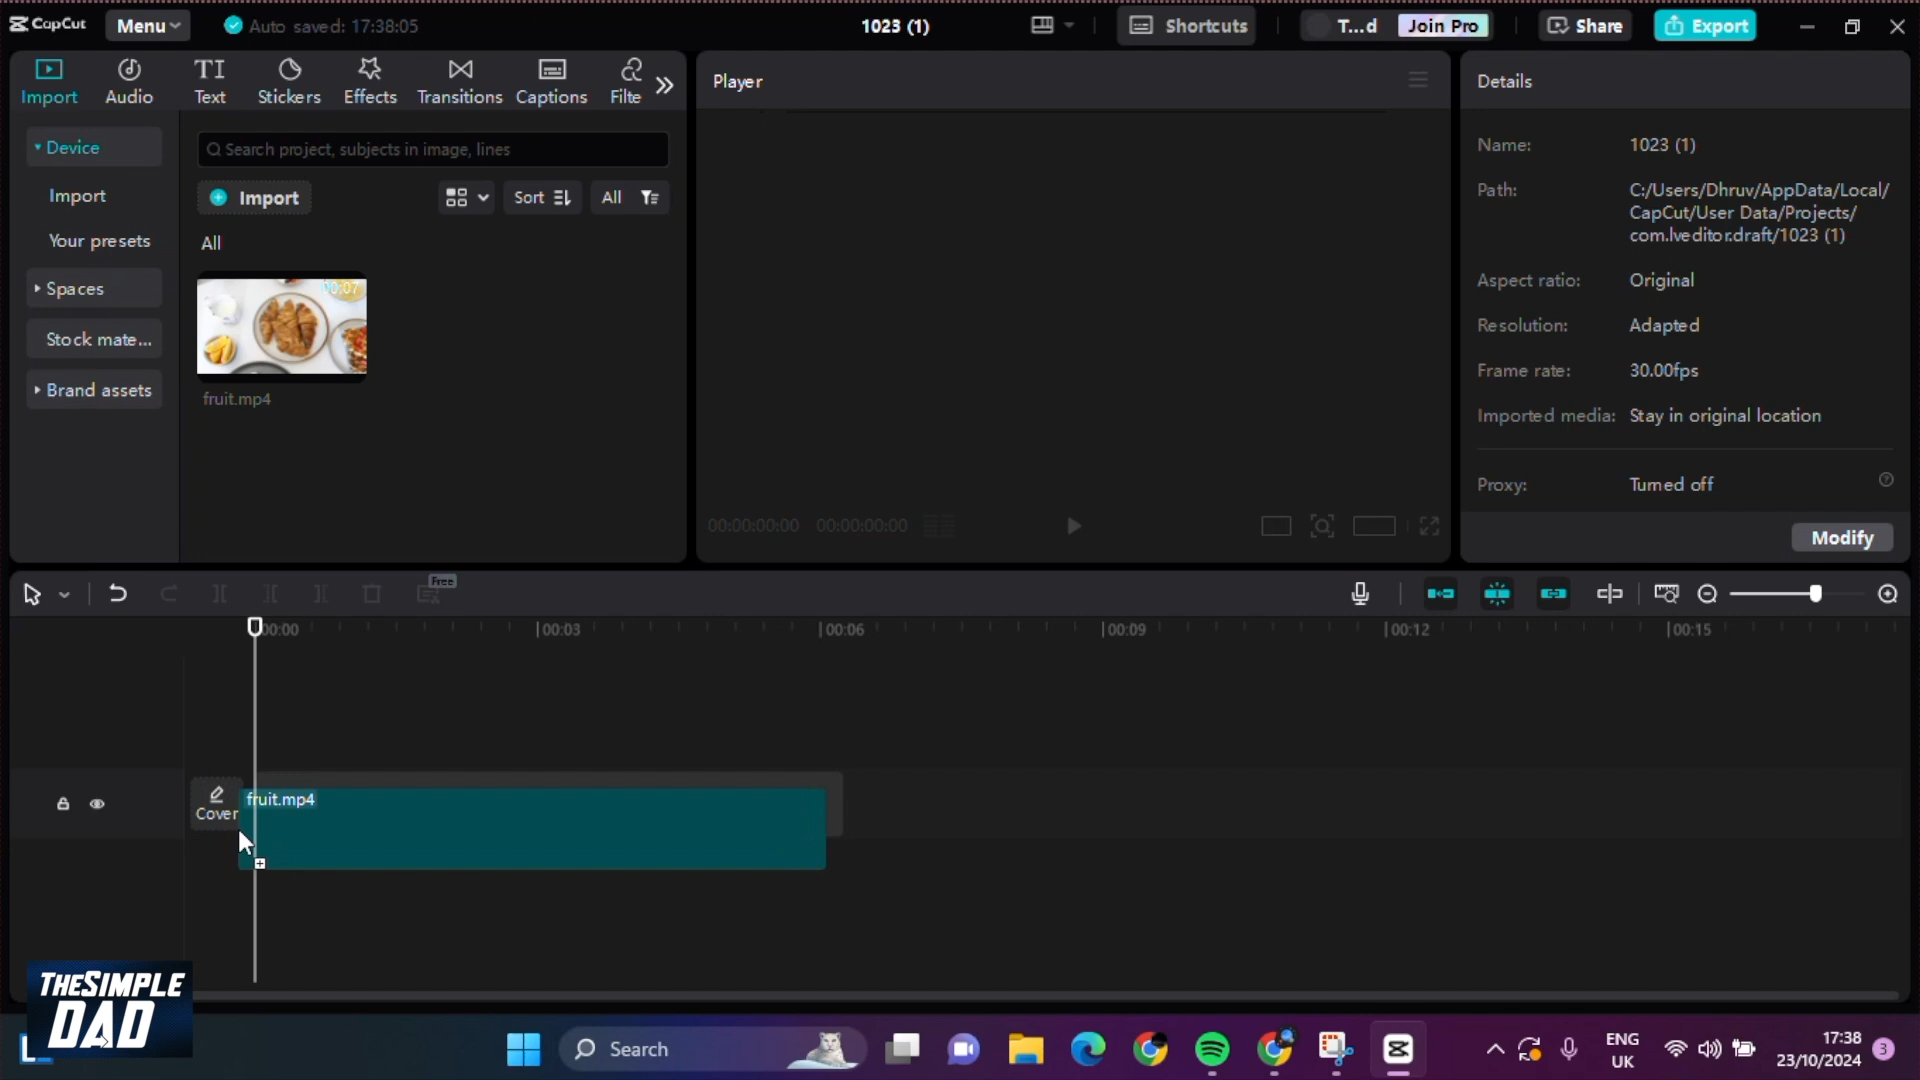 CapCut
Menu
Auto saved: 17:38:05
1023 (1)
Shortcuts
T...d
Join Pro
Share
Export
Import
Audio
TI
Text
Stickers
Effects
Transitions
Captions
Filte
Player
Details
Device
Import
Your presets
Spaces
Stock mate...
Brand assets
Search project, subjects in image, lines
Import
Sort
All
All
00:07
fruit.mp4
00:00:00:00
00:00:00:00
Name:
1023 (1)
Path:
C:/Users/Dhruv/AppData/Local/
CapCut/User Data/Projects/
com.lveditor.draft/1023 (1)
Aspect ratio:
Original
Resolution:
Adapted
Frame rate:
30.00fps
Imported media:
Stay in original location
Proxy:
Turned off
Modify
Free
00:00
00:03
00:06
00:09
00:12
00:15
Cover
fruit.mp4
THE SIMPLE
DAD
Search
ENG
UK
17:38
23/10/2024
3